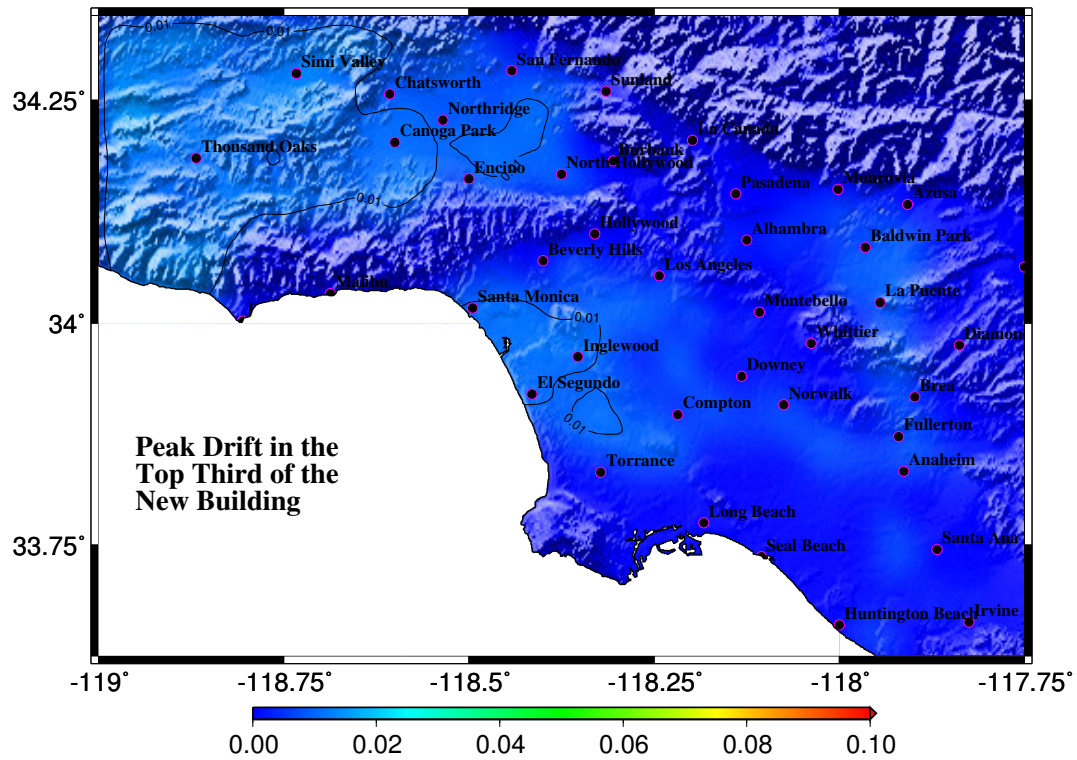 0.01
0.01
San Fernando
Simi Valley
Sunland
Chatsworth
34.25°
Northridge
Canoga Park
La Canada
Thousand Oaks
Burbank
North Hollywood
Encino
Monrovia
Pasadena
Azusa
0.01
Hollywood
Alhambra
Baldwin Park
Beverly Hills
Los Angeles
Malibu
Santa Monica
La Puente
Montebello
34°
0.01
Whittier
Diamon
Inglewood
Downey
El Segundo
Brea
Compton
Norwalk
0.01
Fullerton
Peak Drift in the
Top Third of the
New Building
Torrance
Anaheim
Long Beach
33.75°
Seal Beach
Santa Ana
Huntington Beach
Irvine
-119° -118.75° -118.5° -118.25° -118° -117.75°
0.00 0.02 0.04 0.06 0.08 0.10